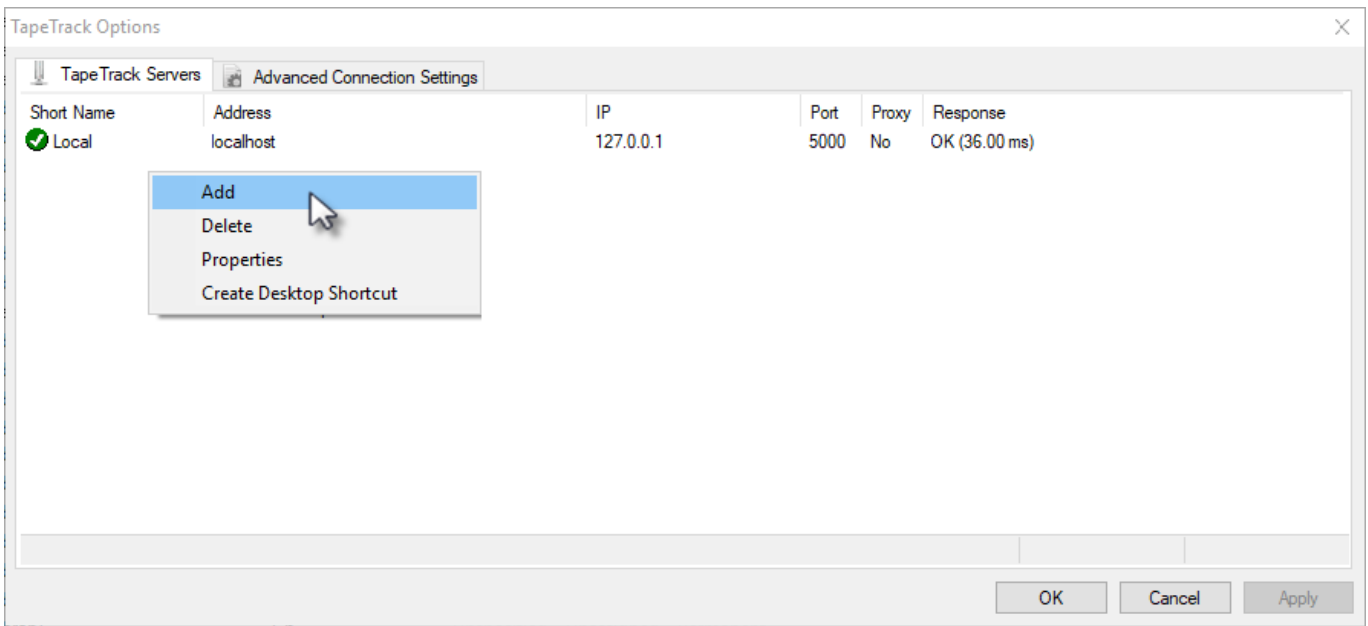 TapeTrack Options
TapeTrack Servers Advanced Connection Settings
Short Name Address IP Port Proxy Response
Local localhost 127.0.0.1 5000 No OK (36.00 ms)
Add
Delete
Properties
Create Desktop Shortcut
OK Cancel Apply